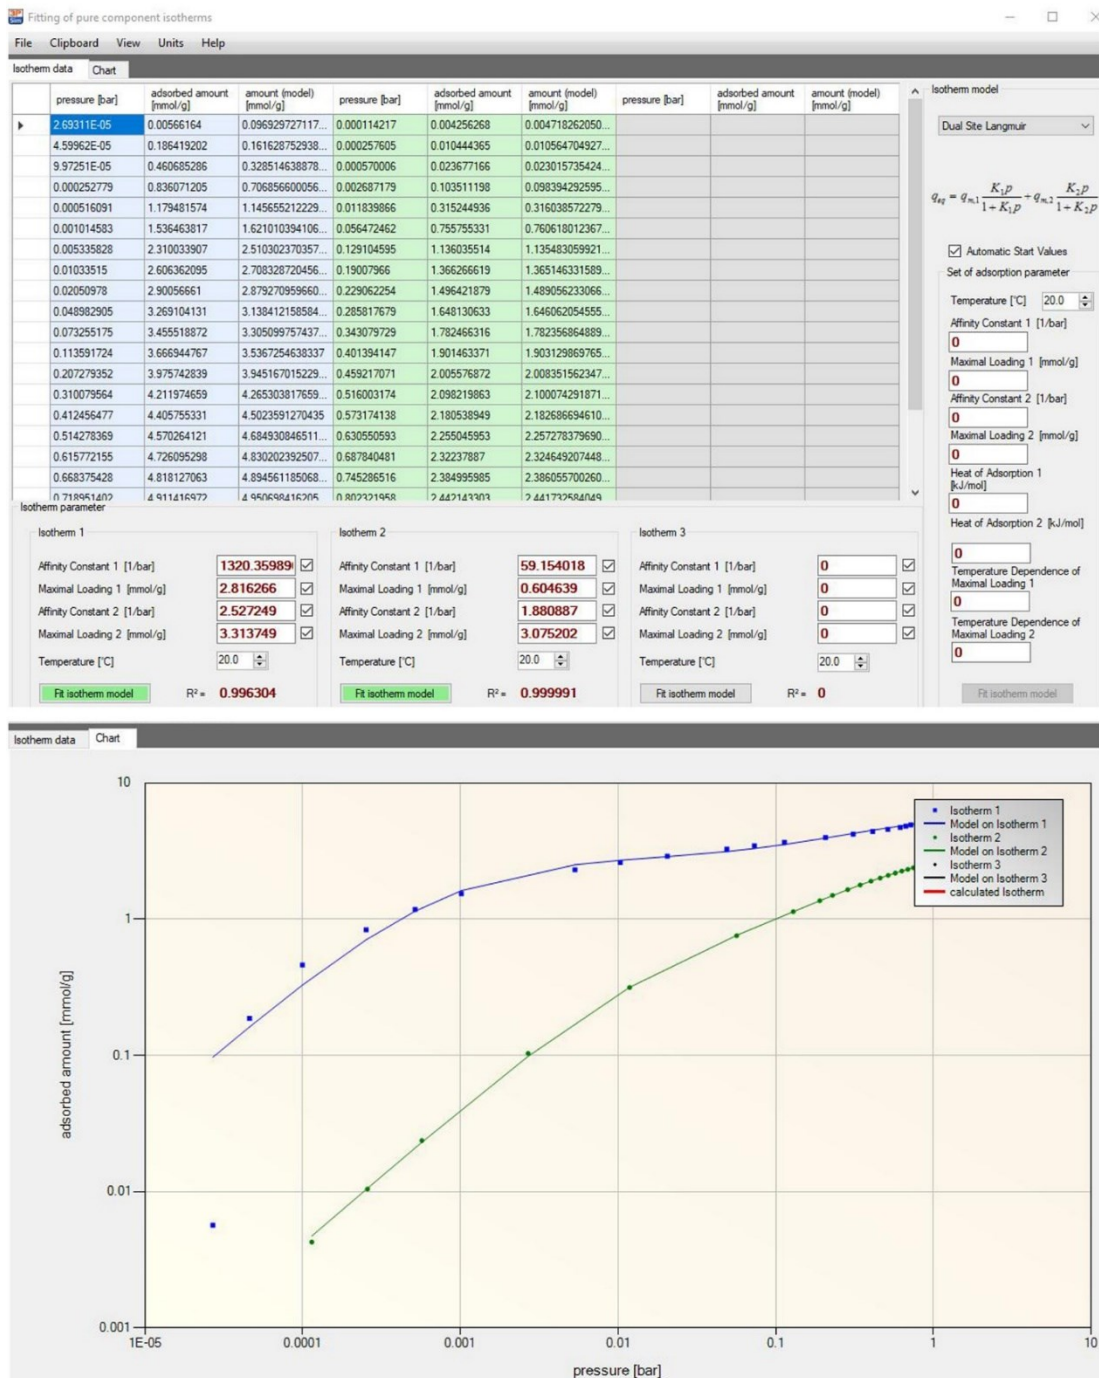 Fitting of pure component isotherms
File Clipboard View Units Help
Isotherm data Chart
pressure [bar] adsorbed amount [mmol/g] amount (model) [mmol/g] pressure [bar] adsorbed amount [mmol/g] amount (model) [mmol/g] pressure [bar] adsorbed amount [mmol/g] amount (model) [mmol/g]
2.69311E-05 0.00566164 0.096929727117... 0.000114217 0.004256268 0.004718262050...
4.59962E-05 0.186419202 0.161628752938... 0.000257605 0.010444365 0.010564704927...
9.97251E-05 0.460685286 0.328514638878... 0.000570006 0.023677166 0.023015735424...
0.000252779 0.836071205 0.706856600056... 0.002687179 0.103511198 0.098394292595...
0.000516091 1.179481574 1.145655212229... 0.011839866 0.315244936 0.316038572279...
0.001014583 1.536463817 1.621010394106... 0.056472462 0.755755331 0.760618012367...
0.005335828 2.310033907 2.510302370357... 0.129104595 1.136035514 1.135483059921...
0.01033515 2.606362095 2.708328720456... 0.19007966 1.366266619 1.365146331589...
0.02050978 2.90056661 2.879270959660... 0.229062254 1.496421879 1.489056233066...
0.048982905 3.269104131 3.138412158584... 0.285817679 1.648130633 1.646062054555...
0.073255175 3.455518872 3.305099757437... 0.343079729 1.782466316 1.782356864889...
0.113591724 3.666944767 3.5367254638337 0.401394147 1.901463371 1.903129869765...
0.207279352 3.975742839 3.945167015229... 0.459217071 2.005576872 2.008351562347...
0.310079564 4.211974659 4.265303817659... 0.516003174 2.098219863 2.100074291871...
0.412456477 4.405755331 4.5023591270435 0.573174138 2.180538949 2.182686694610...
0.514278369 4.570264121 4.684930846511... 0.630550593 2.255045953 2.257278379690...
0.615772155 4.726095298 4.830202392507... 0.687840481 2.32237887 2.324649207448...
0.668375428 4.818127063 4.894561185068... 0.745286516 2.384995985 2.386055700260...
0.718951402 4.911416972 4.950698416205... 0.802321958 2.442143303 2.441732584049...
Isotherm model
Dual Site Langmuir
q_eq = q_m,1 K₁p / 1 + K₁p + q_m,2 K₂p / 1 + K₂p
Automatic Start Values
Set of adsorption parameter
Temperature [°C] 20.0
Affinity Constant 1 [1/bar]
0
Maximal Loading 1 [mmol/g]
0
Affinity Constant 2 [1/bar]
0
Maximal Loading 2 [mmol/g]
0
Heat of Adsorption 1
[kJ/mol]
0
Heat of Adsorption 2 [kJ/mol]
0
Temperature Dependence of
Maximal Loading 1
0
Temperature Dependence of
Maximal Loading 2
0
Fit isotherm model
Isotherm parameter
Isotherm 1
Affinity Constant 1 [1/bar] 1320.35989
Maximal Loading 1 [mmol/g] 2.816266
Affinity Constant 2 [1/bar] 2.527249
Maximal Loading 2 [mmol/g] 3.313749
Temperature [°C] 20.0
Fit isotherm model R² = 0.996304
Isotherm 2
Affinity Constant 1 [1/bar] 59.154018
Maximal Loading 1 [mmol/g] 0.604639
Affinity Constant 2 [1/bar] 1.880887
Maximal Loading 2 [mmol/g] 3.075202
Temperature [°C] 20.0
Fit isotherm model R² = 0.999991
Isotherm 3
Affinity Constant 1 [1/bar] 0
Maximal Loading 1 [mmol/g] 0
Affinity Constant 2 [1/bar] 0
Maximal Loading 2 [mmol/g] 0
Temperature [°C] 20.0
Fit isotherm model R² = 0
Isotherm data Chart
10
1
0.1
0.01
0.001
adsorbed amount [mmol/g]
Isotherm 1
Model on Isotherm 1
Isotherm 2
Model on Isotherm 2
Isotherm 3
Model on Isotherm 3
calculated Isotherm
1E-05 0.0001 0.001 0.01 0.1 1 10
pressure [bar]